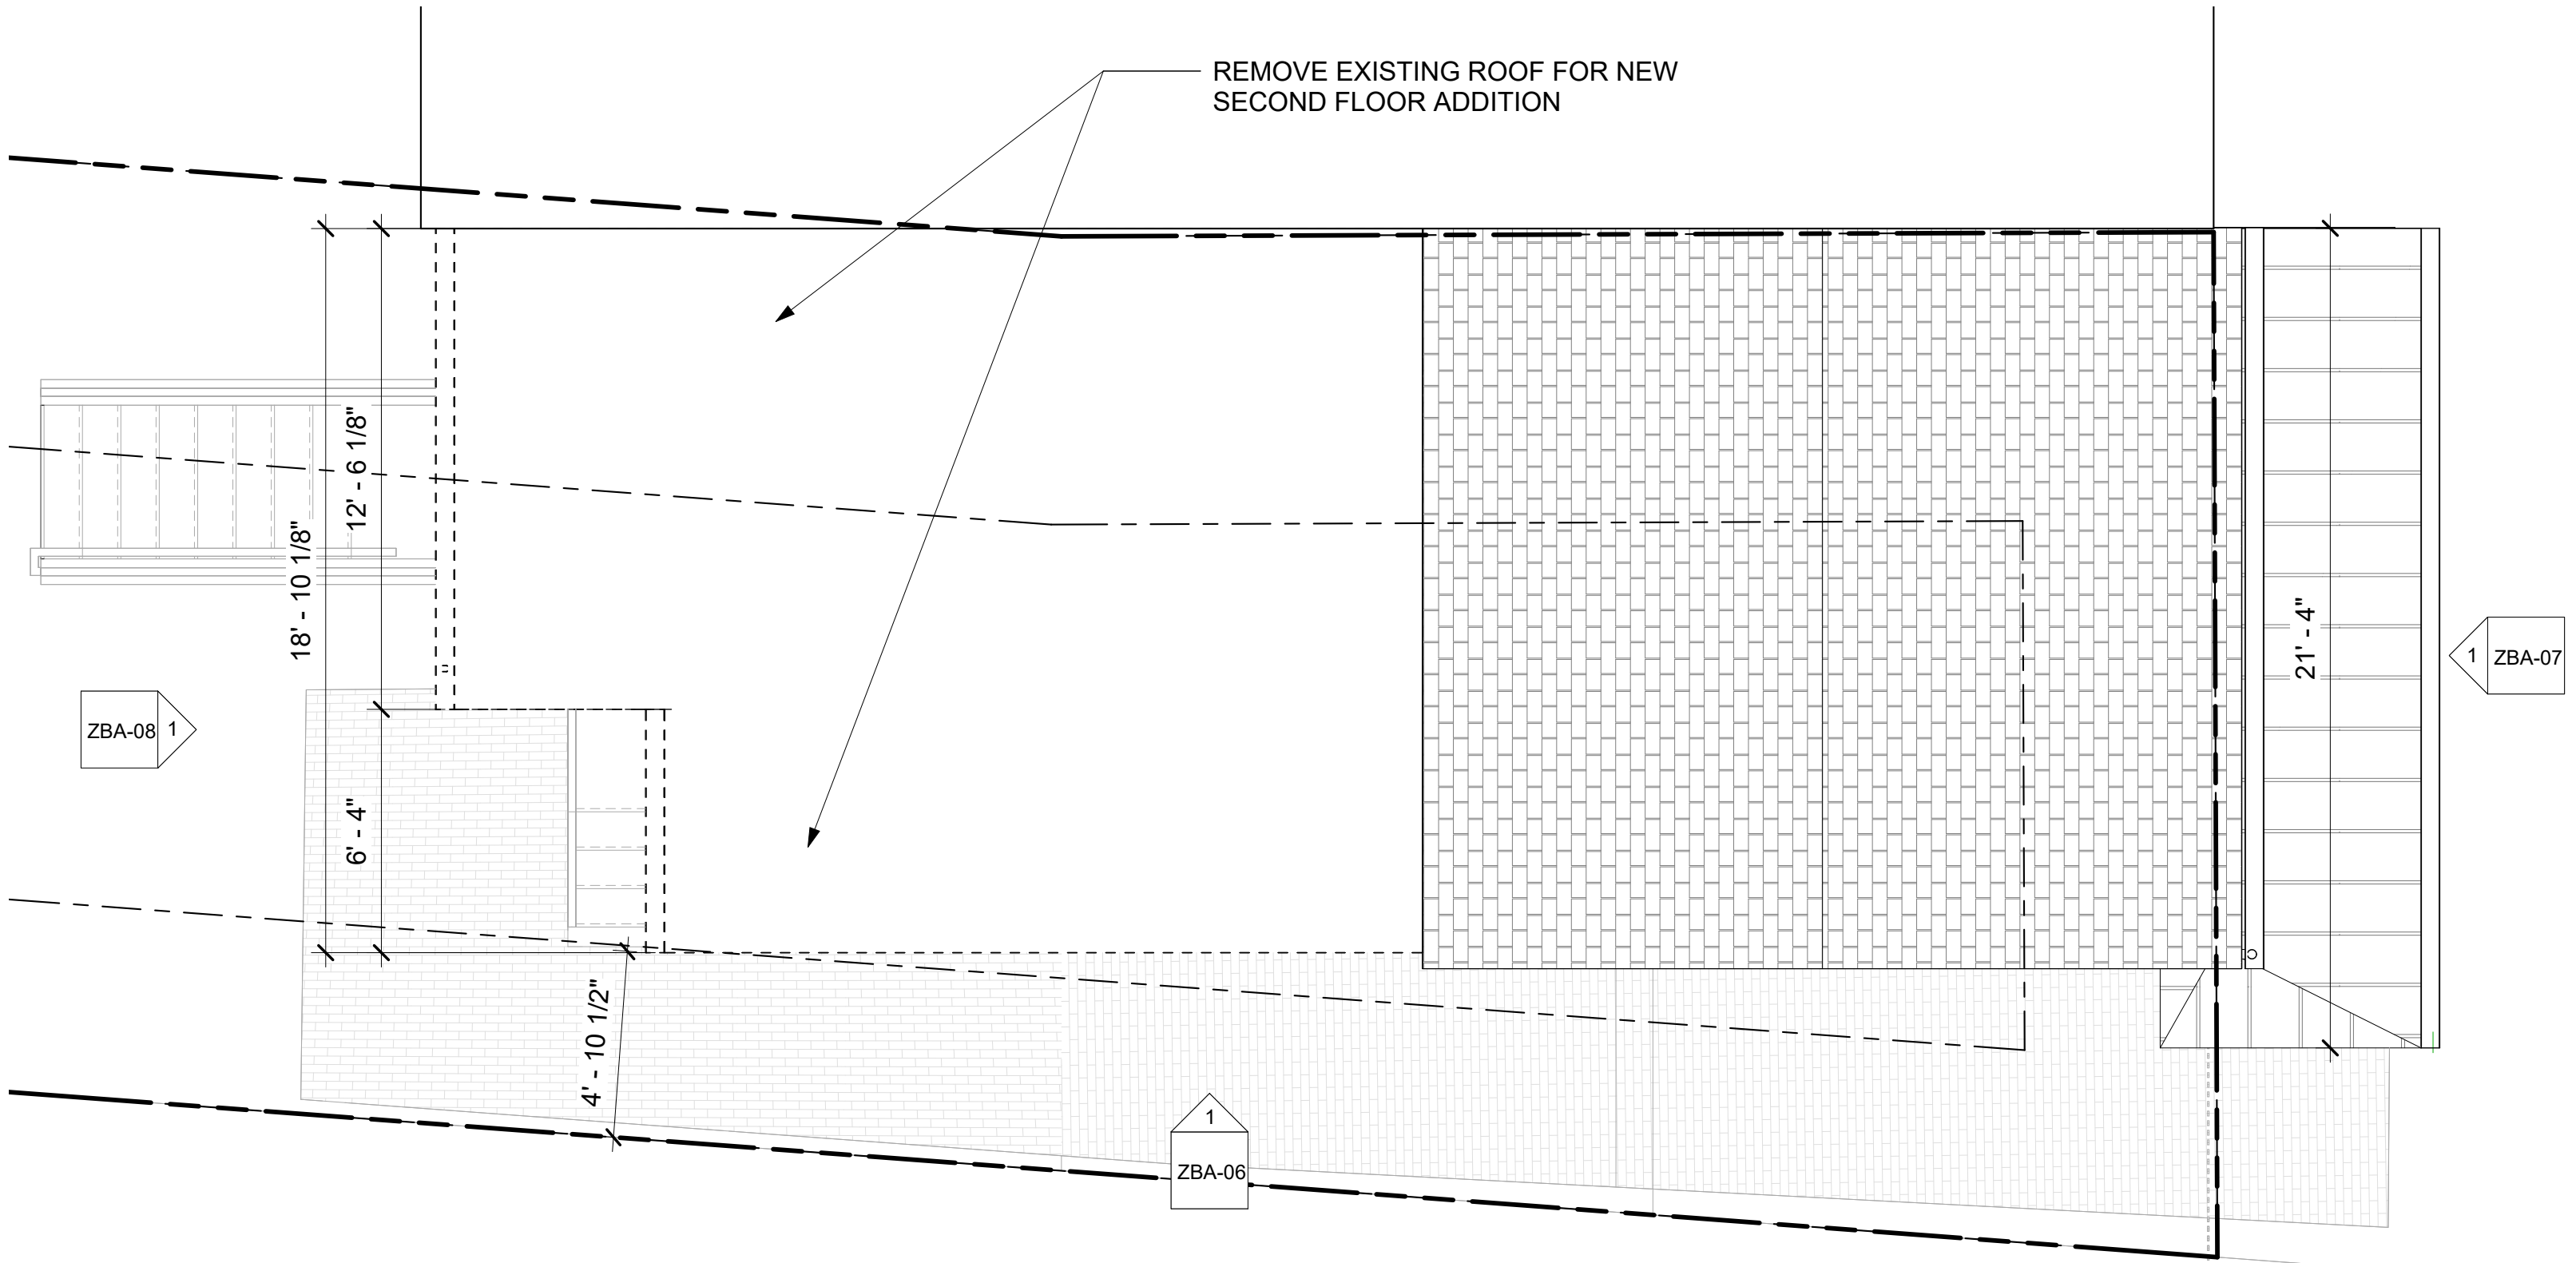 REMOVE EXISTING ROOF FOR NEW
SECOND FLOOR ADDITION
12' - 6 1/8"
18' - 10 1/8"
21' - 4"
1 ZBA-07
ZBA-08 1
6' - 4"
4' - 10 1/2"
1
ZBA-06